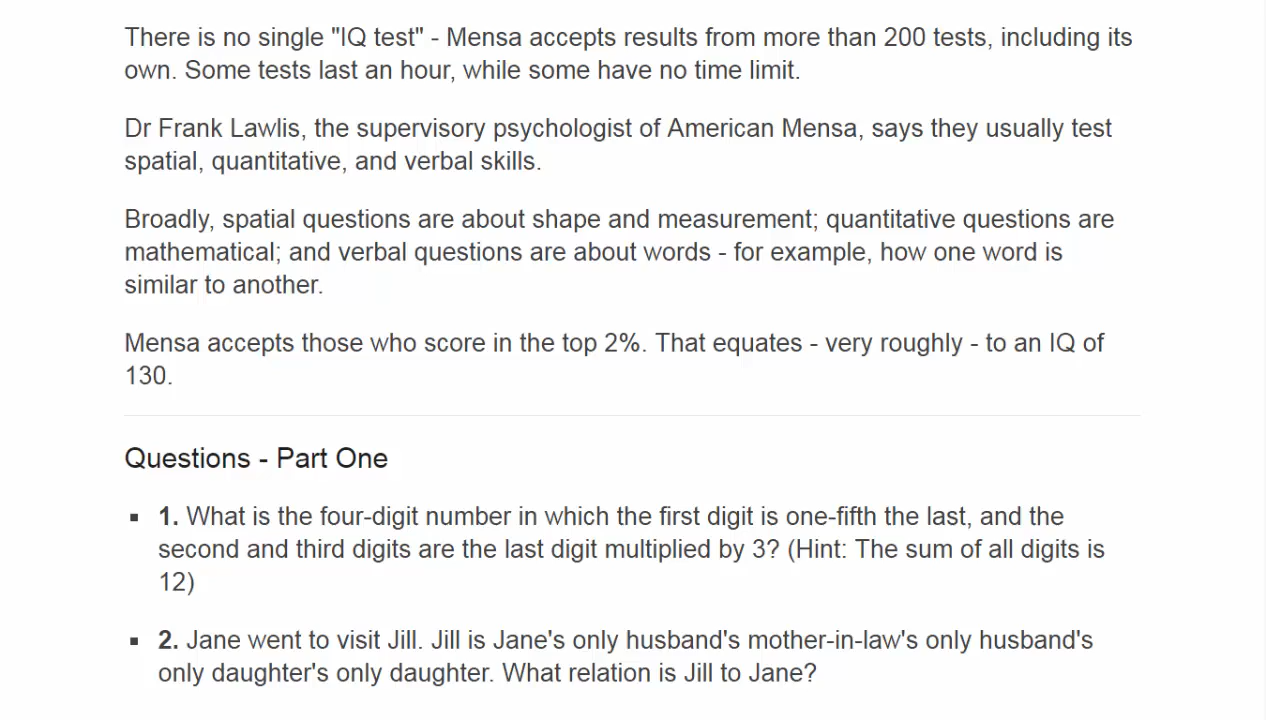 There is no single "IQ test" - Mensa accepts results from more than 200 tests, including its
own. Some tests last an hour, while some have no time limit.
Dr Frank Lawlis, the supervisory psychologist of American Mensa, says they usually test
spatial, quantitative, and verbal skills.
Broadly, spatial questions are about shape and measurement; quantitative questions are
mathematical; and verbal questions are about words - for example, how one word is
similar to another.
Mensa accepts those who score in the top 2%. That equates - very roughly - to an IQ of
130.
Questions - Part One
▪ 1. What is the four-digit number in which the first digit is one-fifth the last, and the
second and third digits are the last digit multiplied by 3? (Hint: The sum of all digits is
12)
▪ 2. Jane went to visit Jill. Jill is Jane's only husband's mother-in-law's only husband's
only daughter's only daughter. What relation is Jill to Jane?